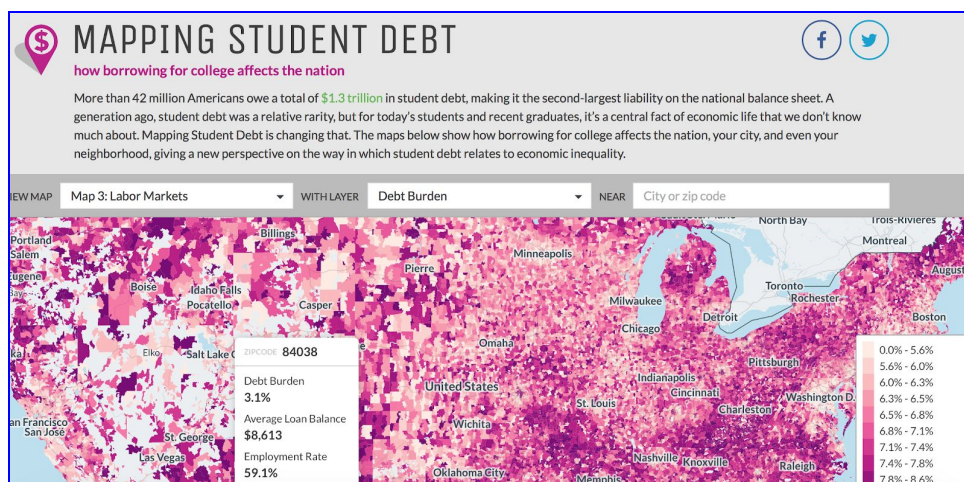 MAPPING STUDENT DEBT
how borrowing for college affects the nation
More than 42 million Americans owe a total of $1.3 trillion in student debt, making it the second-largest liability on the national balance sheet. A
generation ago, student debt was a relative rarity, but for today's students and recent graduates, it's a central fact of economic life that we don't know
much about. Mapping Student Debt is changing that. The maps below show how borrowing for college affects the nation, your city, and even your
neighborhood, giving a new perspective on the way in which student debt relates to economic inequality.
IEW MAP Map 3: Labor Markets WITH LAYER Debt Burden NEAR City or zip code
North Bay
Trois-Rivières
Portland
Billings
Montreal
Salem
Minneapolis
Pierre
August
ugene
Boise
Idaho Falls
Toronto
Pocatello
Casper
Rochester
Milwaukee
Detroit
Boston
Chicago
Omaha
Elko
Salt Lake C
ZIPCODE 84038
Debt Burden
3.1%
Average Loan Balance
$8,613
Employment Rate
59.1%
Pittsburgh
Indianapolis
United States
Cincinnati
Washington D.
St. Louis
Charleston
an Francisco
San José
Wichita
St. George
Las Vegas
Nashville
Knoxville
Raleigh
Oklahoma City
Memphis
0.0% - 5.6%
5.6% - 6.0%
6.0% - 6.3%
6.3% - 6.5%
6.5% - 6.8%
6.8% - 7.1%
7.1% - 7.4%
7.4% - 7.8%
7.8% - 8.6%